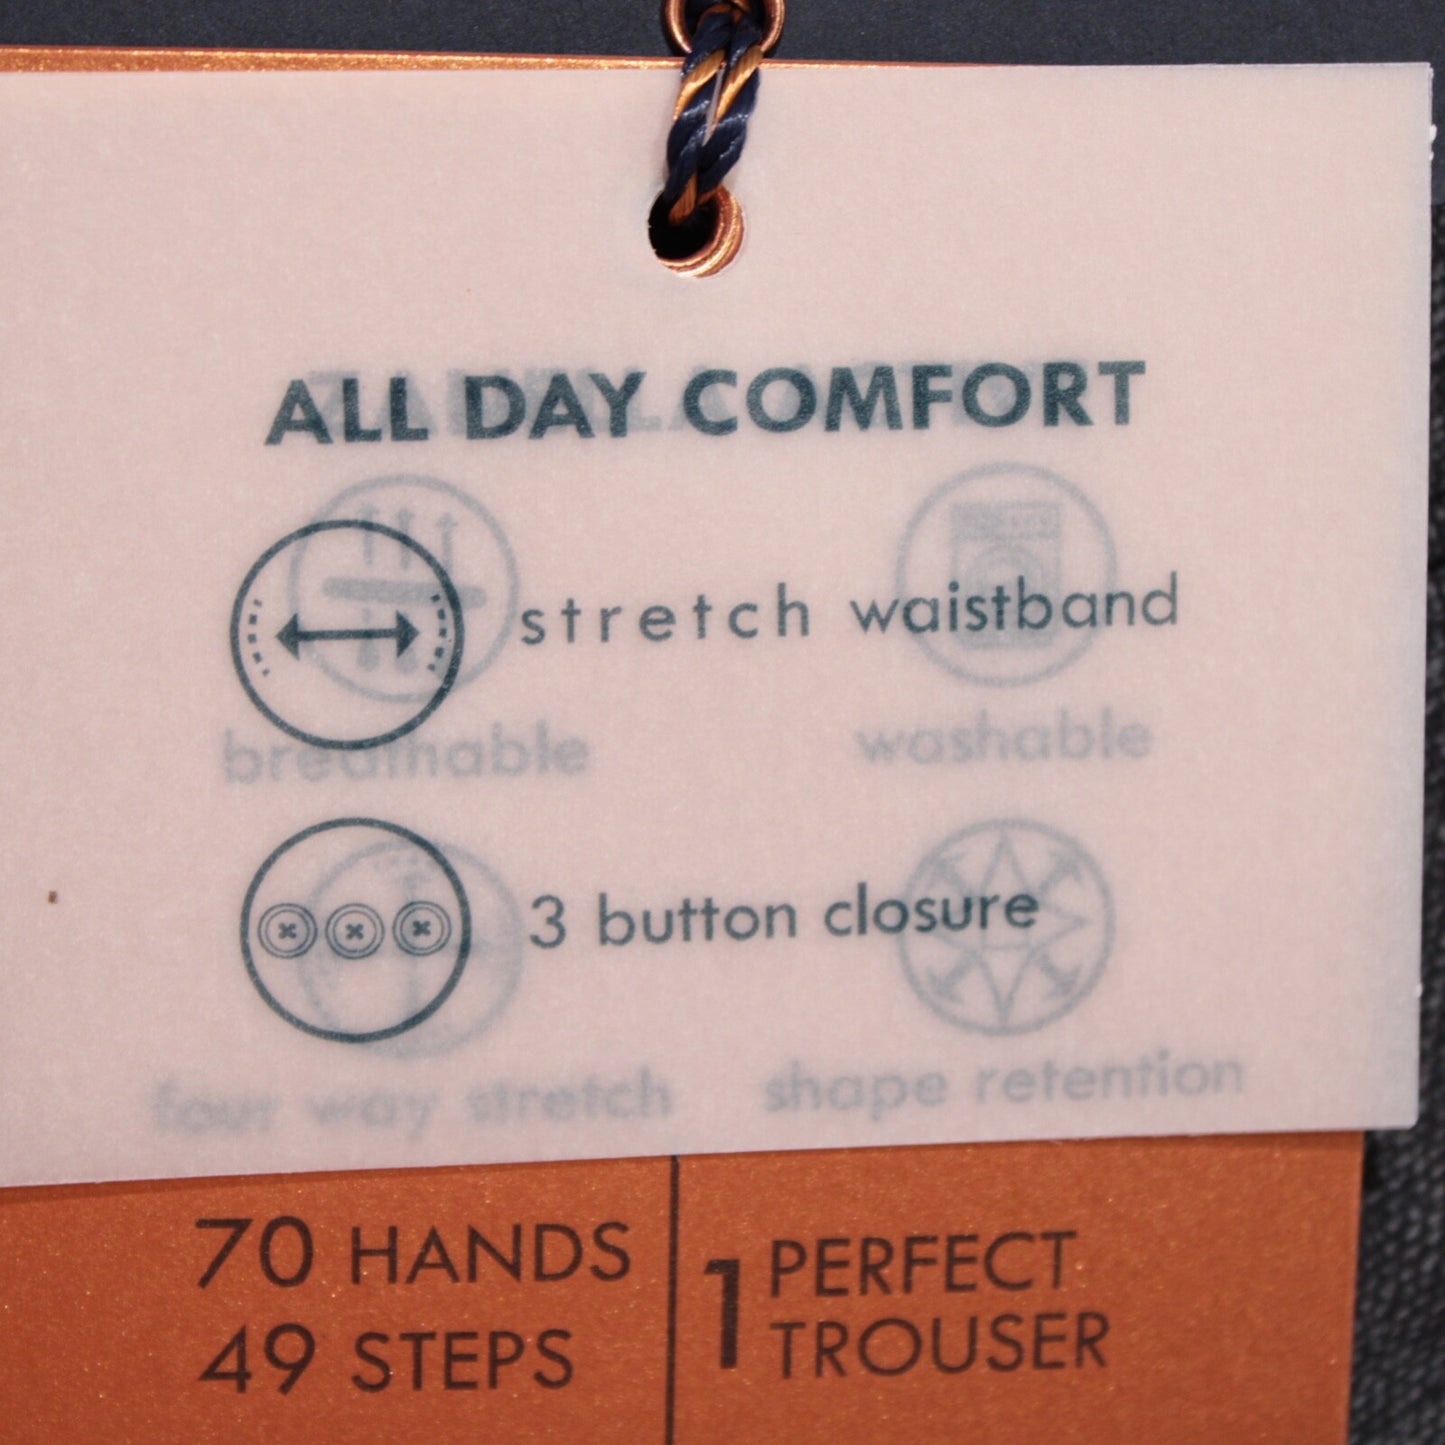 ALL DAY COMFORT
stretch waistband
breathable
washable
3 button closure
four way stretch
shape retention
70 HANDS
49 STEPS
1 PERFECT
TROUSER